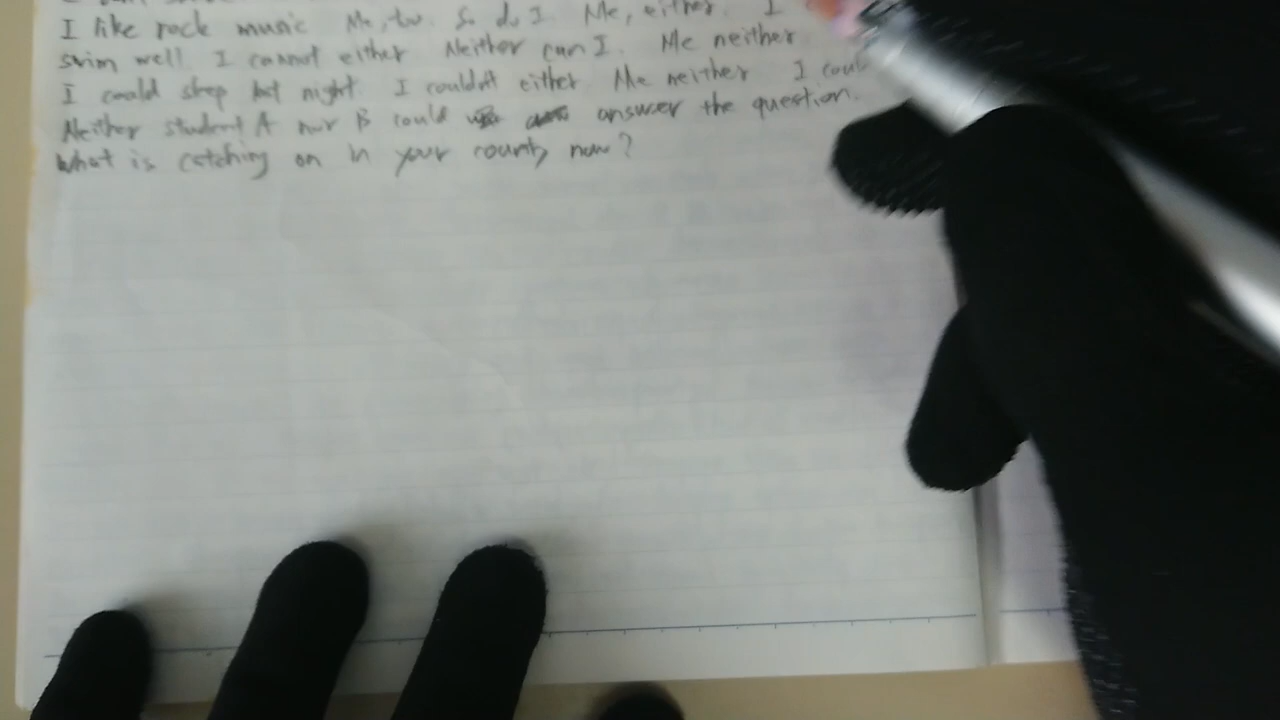 I like rock music Me, too. So do I. Me, either. I
swim well I cannot either Neither can I. Me neither
I could sleep last night. I couldn't either Me neither I coul
Neither student A nor B could answer the question.
What is catching on in your country now?